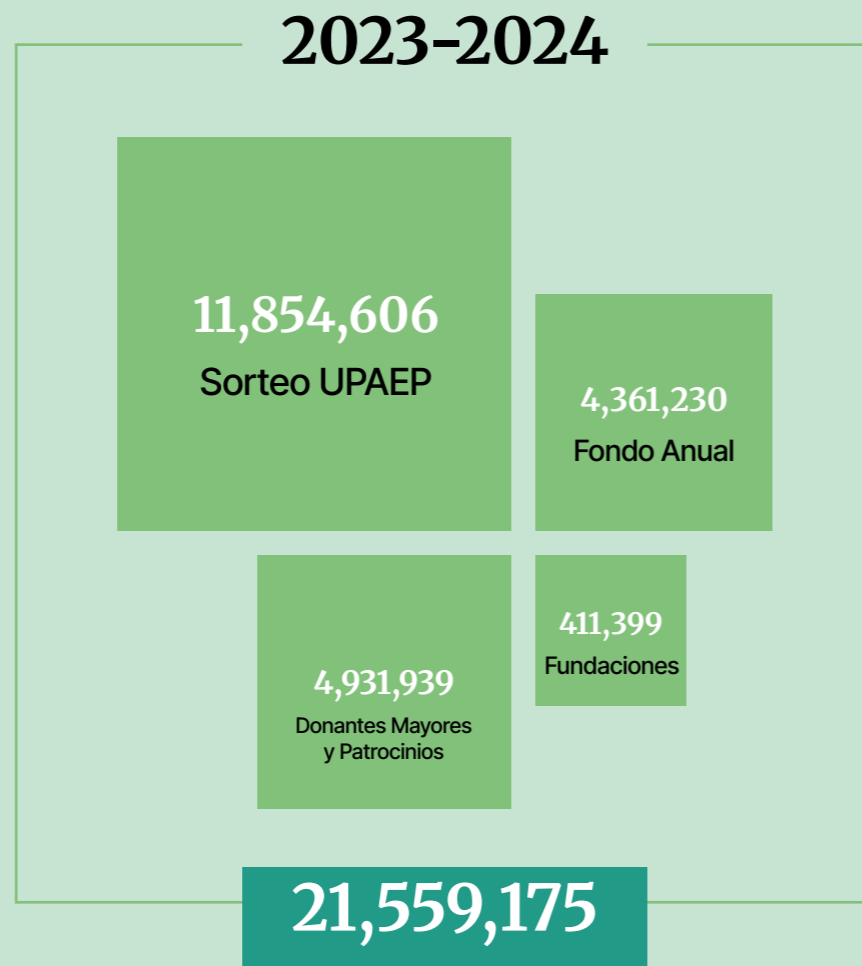 2023-2024
11,854,606
Sorteo UPAEP
4,361,230
Fondo Anual
4,931,939
Donantes Mayores
y Patrocinios
411,399
Fundaciones
21,559,175